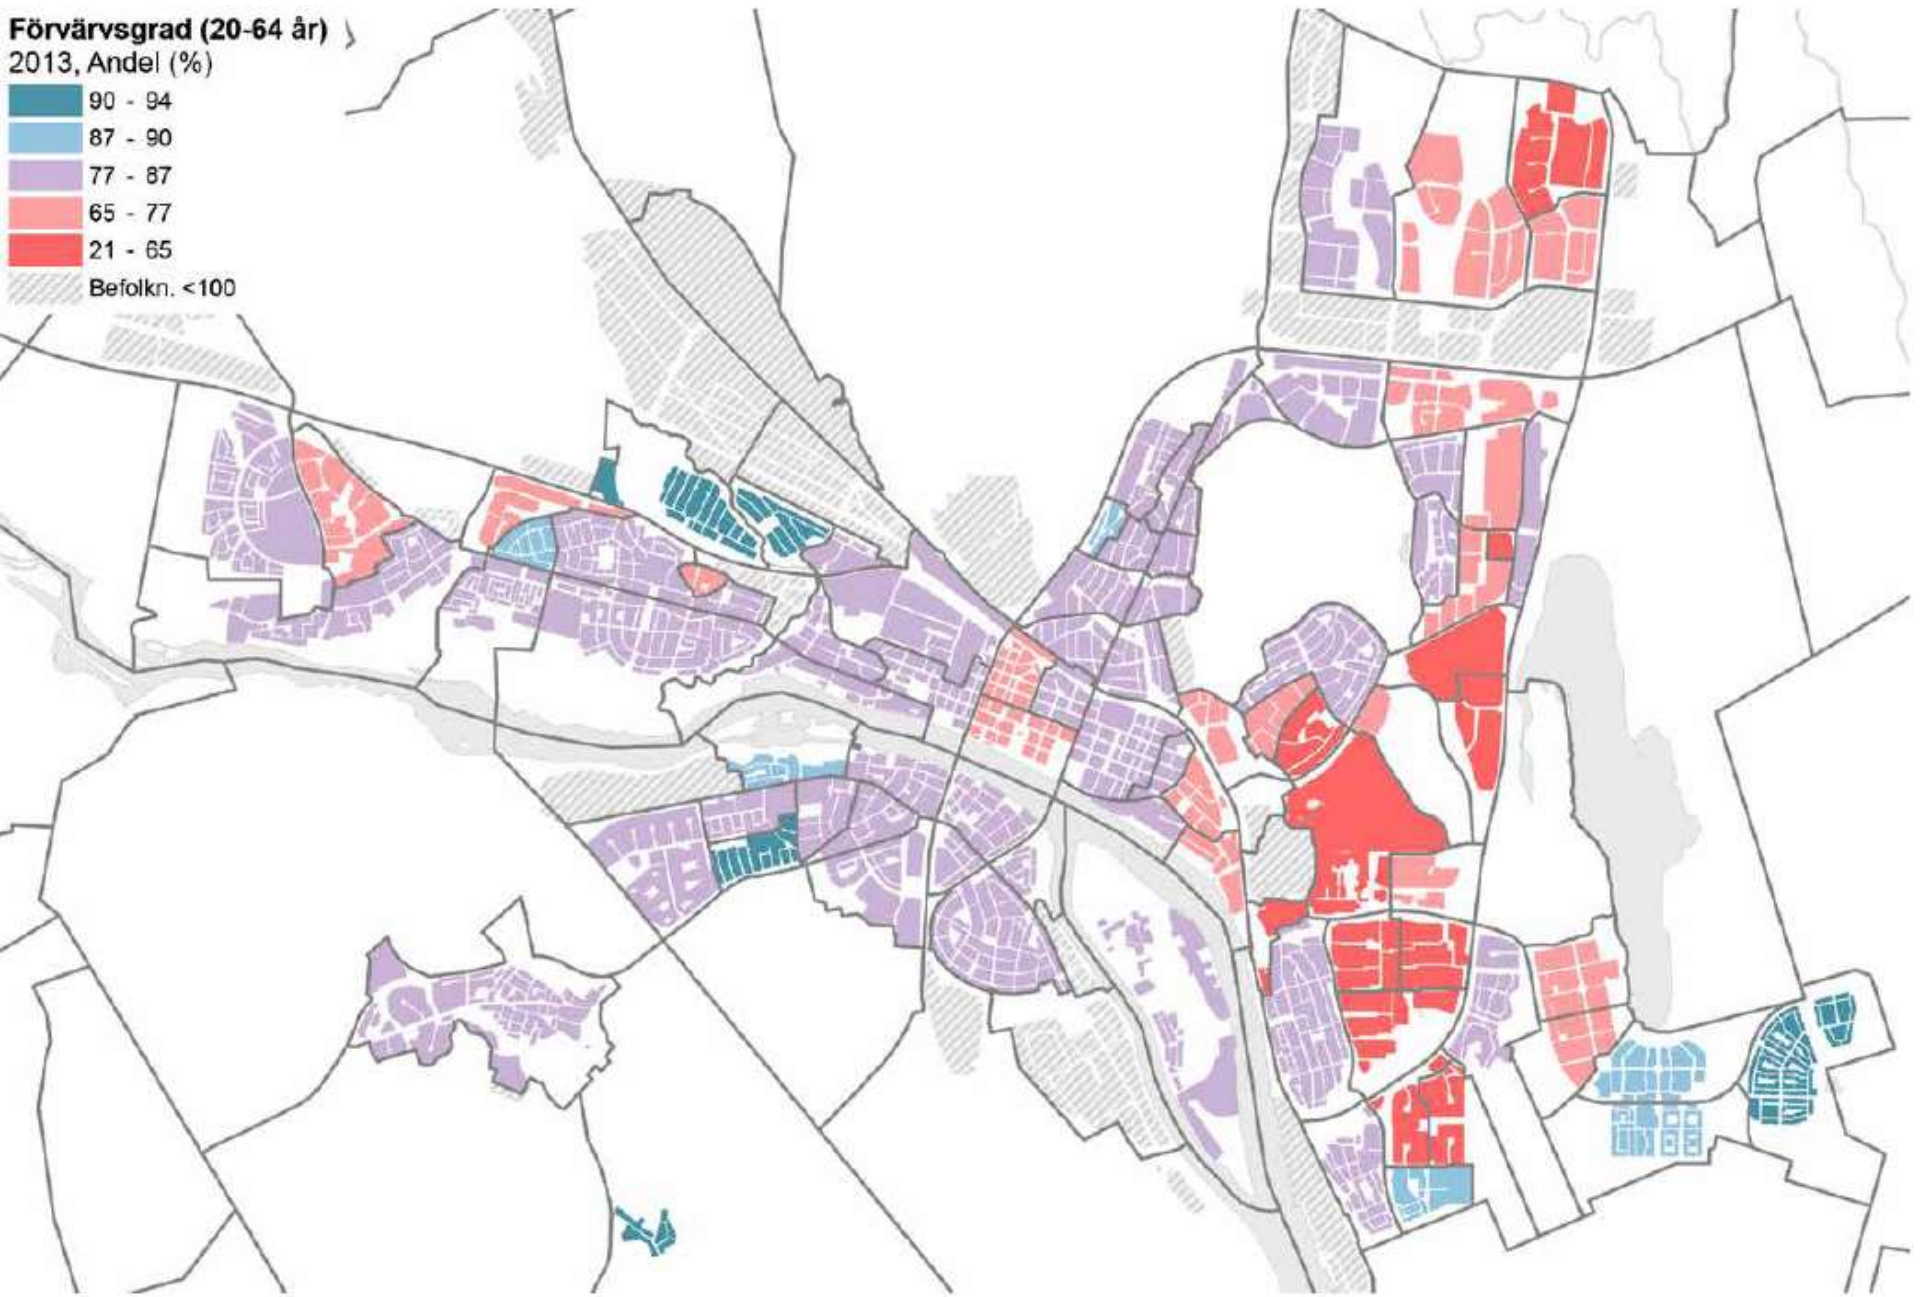 Förvärvsgrad (20-64 år)
2013, Andel (%)
90 - 94
87 - 90
77 - 87
65 - 77
21 - 65
Befolkn. <100